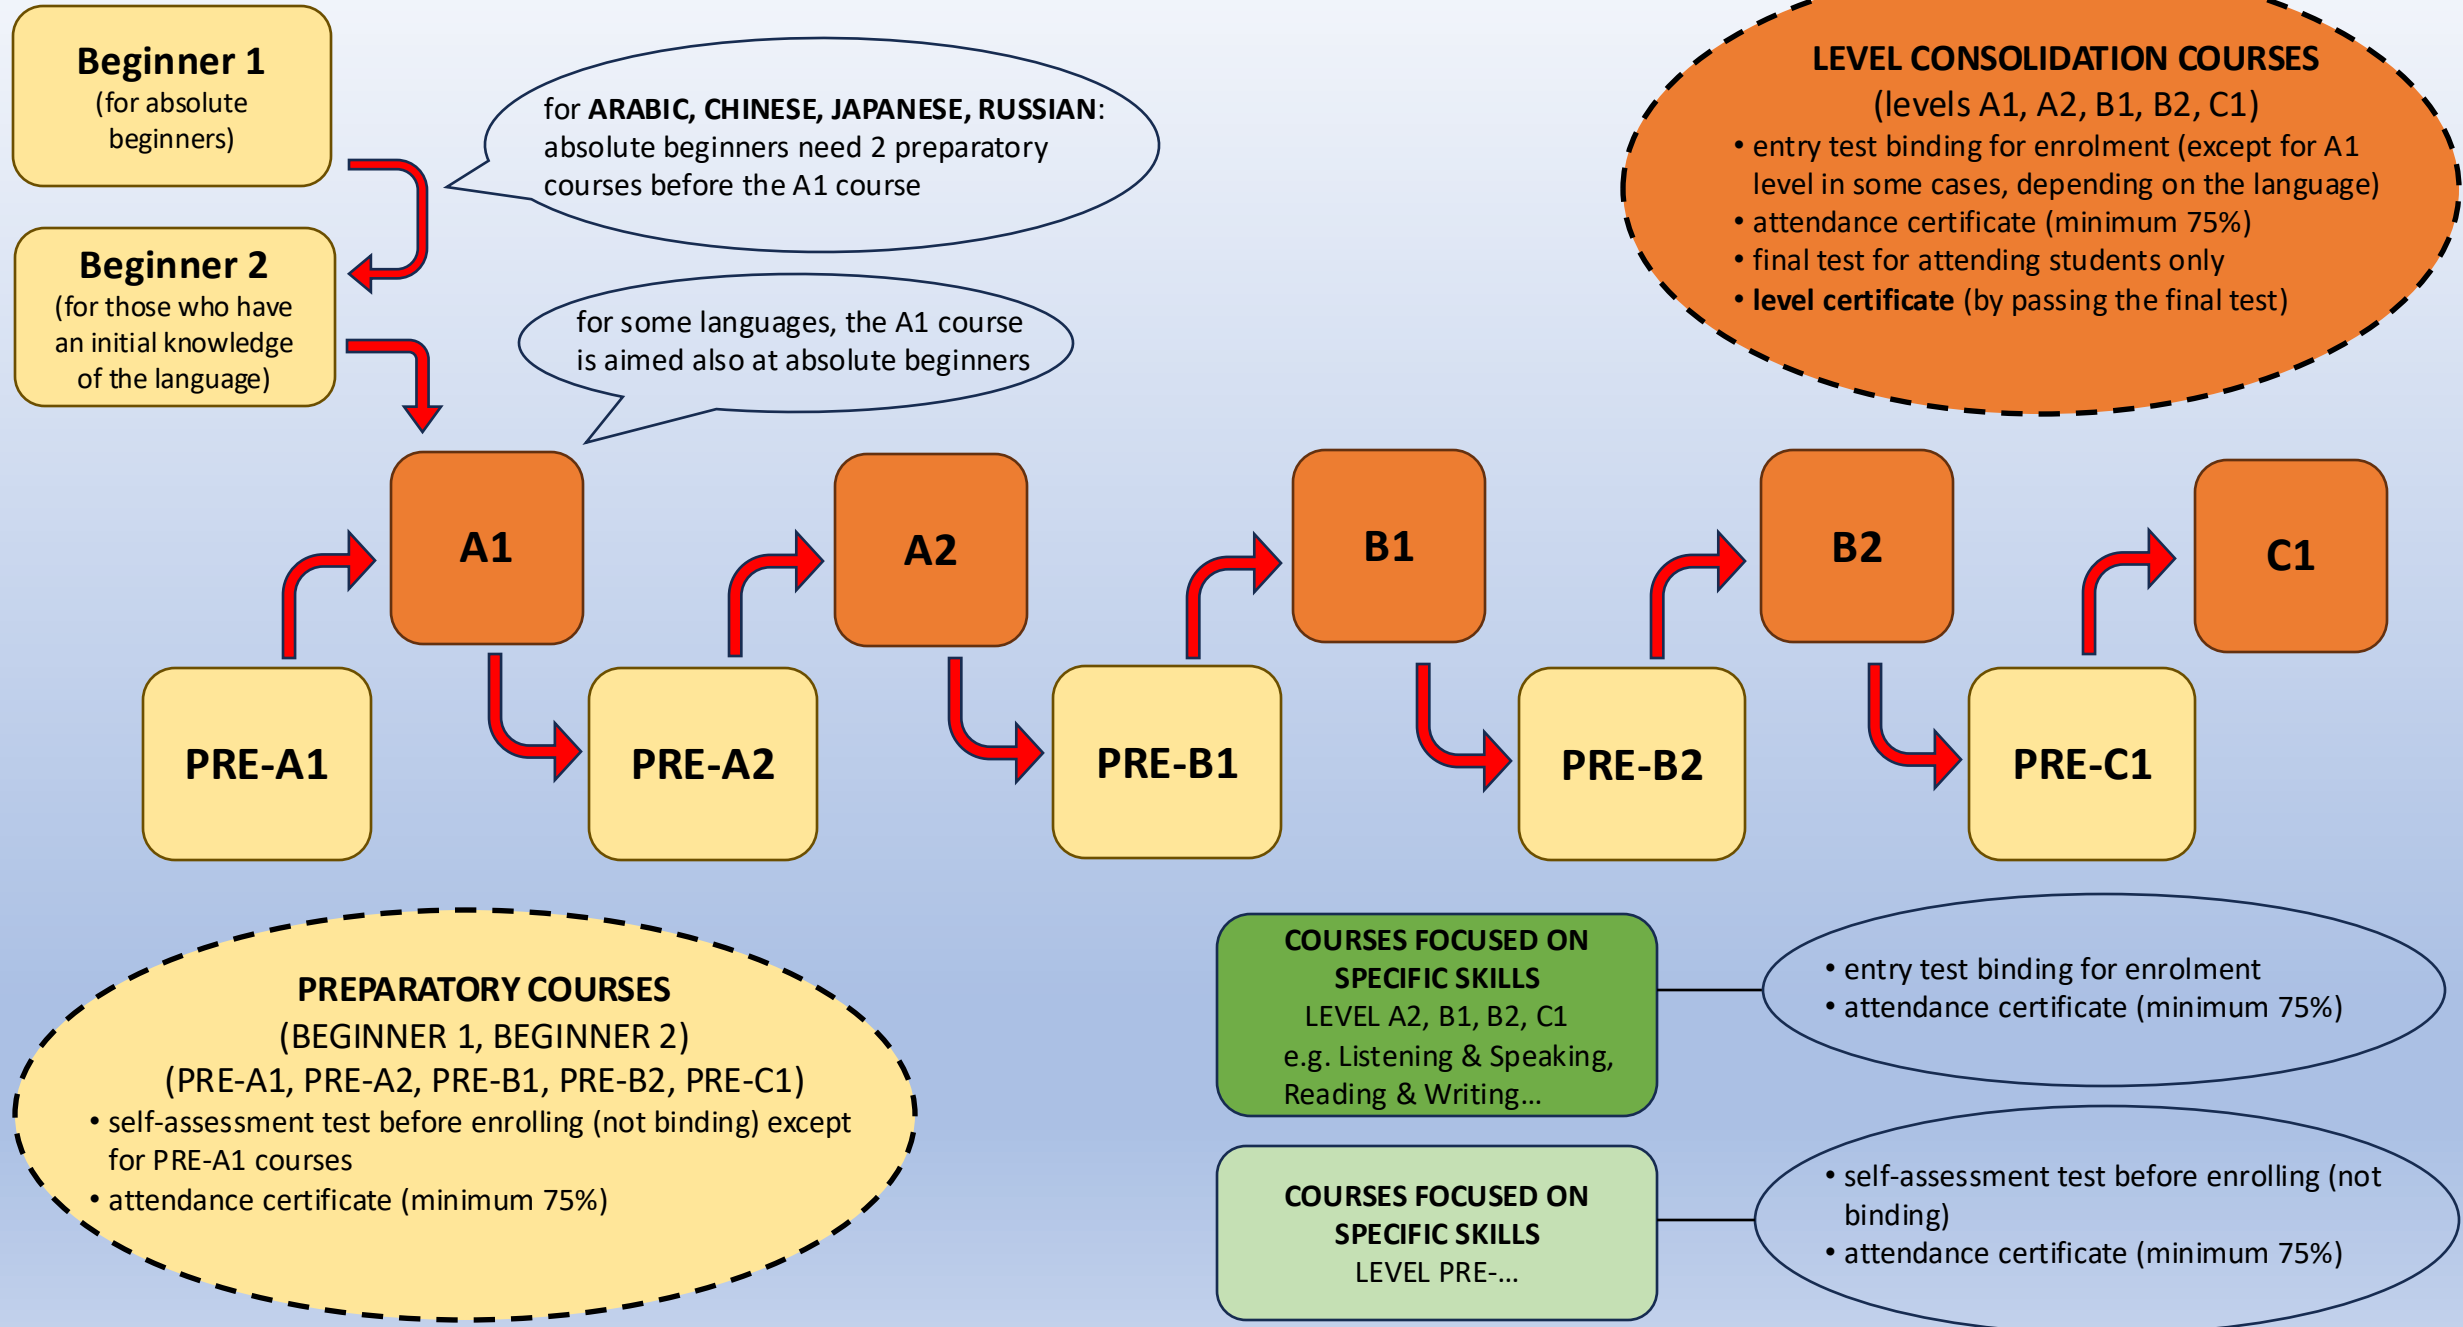 Beginner 1
(for absolute
beginners)
for ARABIC, CHINESE, JAPANESE, RUSSIAN:
absolute beginners need 2 preparatory
courses before the A1 course
LEVEL CONSOLIDATION COURSES
(levels A1, A2, B1, B2, C1)
• entry test binding for enrolment (except for A1
level in some cases, depending on the language)
• attendance certificate (minimum 75%)
• final test for attending students only
• level certificate (by passing the final test)
Beginner 2
(for those who have
an initial knowledge
of the language)
for some languages, the A1 course
is aimed also at absolute beginners
A1
A2
B1
B2
C1
PRE-A1
PRE-A2
PRE-B1
PRE-B2
PRE-C1
PREPARATORY COURSES
(BEGINNER 1, BEGINNER 2)
(PRE-A1, PRE-A2, PRE-B1, PRE-B2, PRE-C1)
• self-assessment test before enrolling (not binding) except
for PRE-A1 courses
• attendance certificate (minimum 75%)
COURSES FOCUSED ON
SPECIFIC SKILLS
LEVEL A2, B1, B2, C1
e.g. Listening & Speaking,
Reading & Writing…
• entry test binding for enrolment
• attendance certificate (minimum 75%)
COURSES FOCUSED ON
SPECIFIC SKILLS
LEVEL PRE-…
• self-assessment test before enrolling (not
binding)
• attendance certificate (minimum 75%)